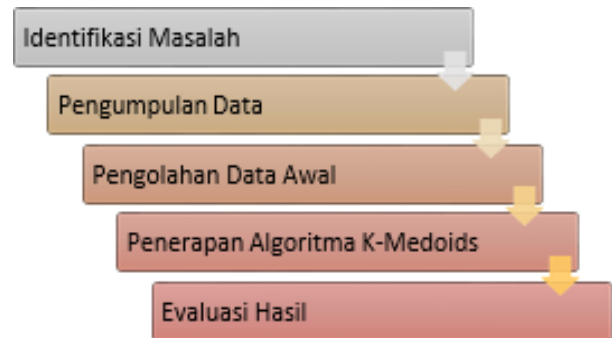 Identifikasi Masalah
Pengumpulan Data
Pengolahan Data Awal
Penerapan Algoritma K-Medoids
Evaluasi Hasil